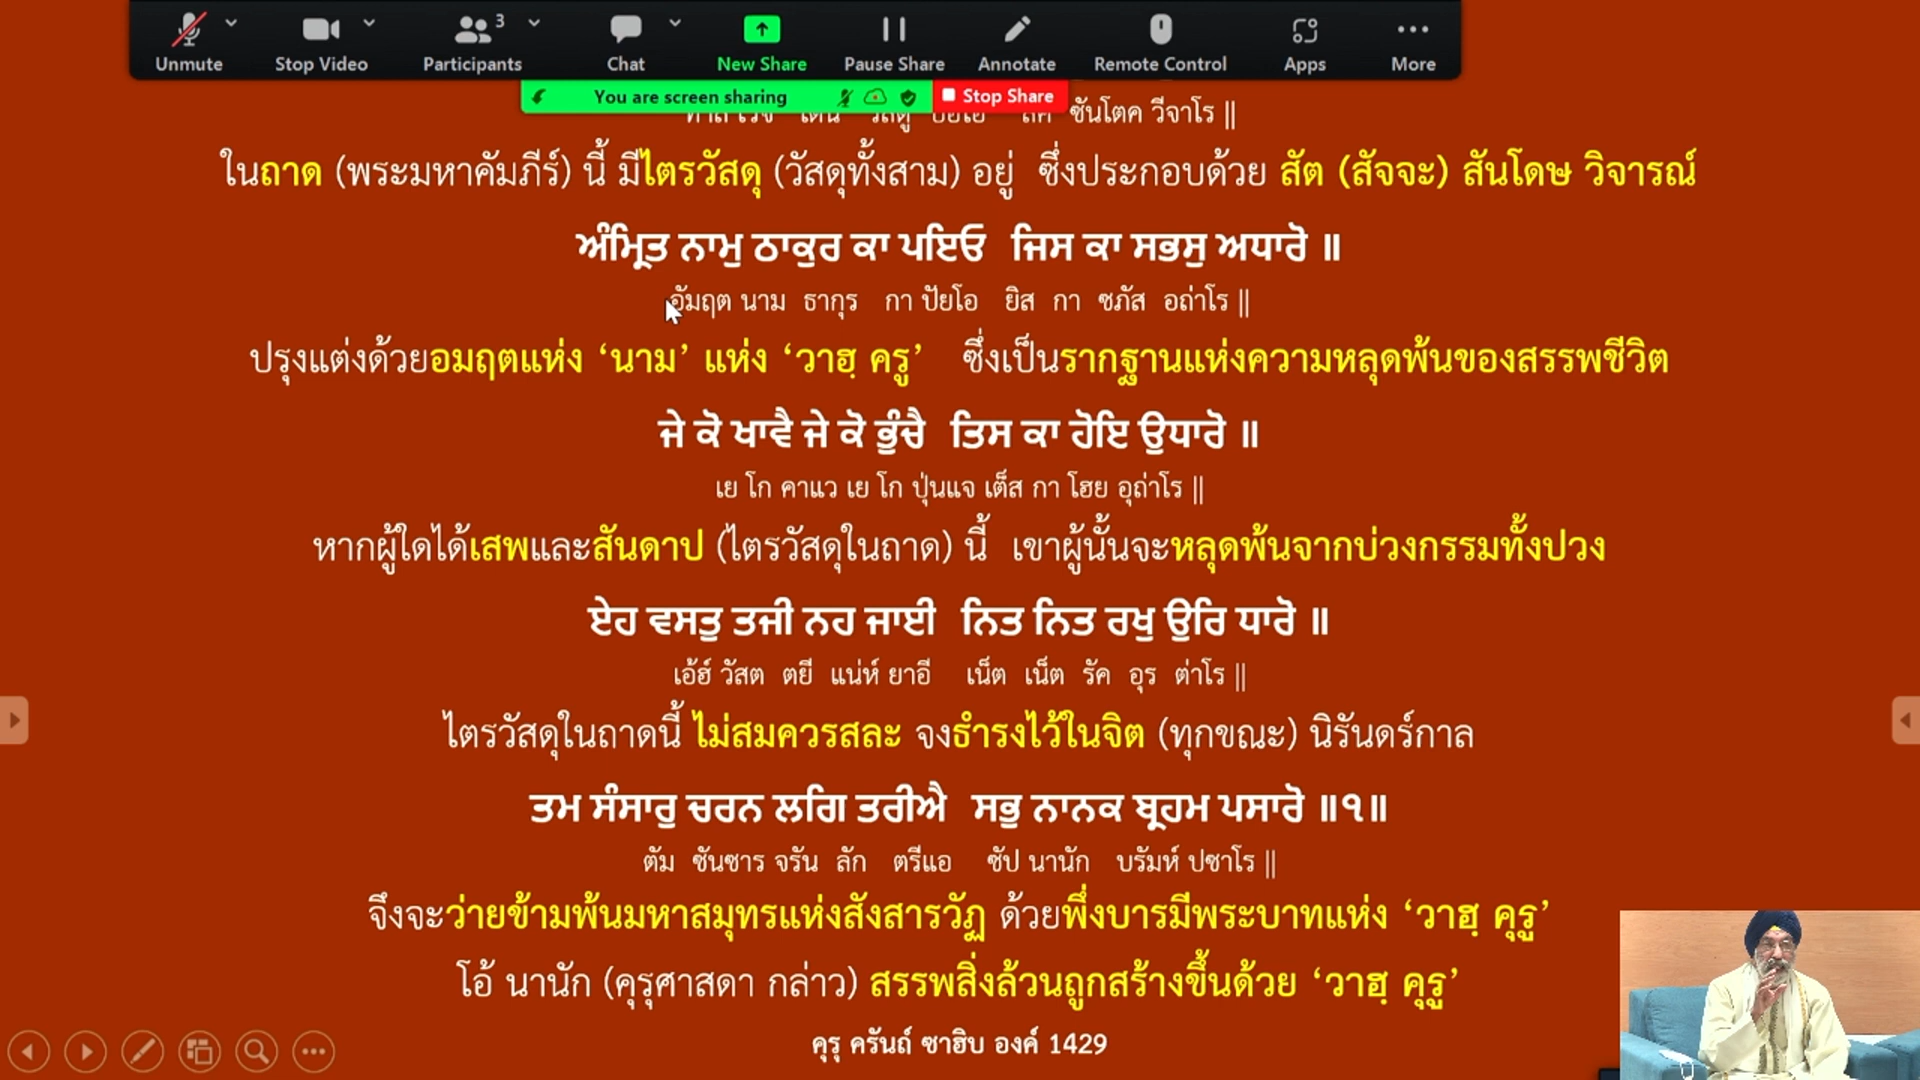 3
Unmute
Stop Video
Participants
Chat
New Share
Pause Share
Annotate
Remote Control
Apps
More
You are screen sharing
Stop Share
ซันโตค วีจาโร ||
ในถาด (พระมหาคัมภีร์) นี้ มีไตรวัสดุ (วัสดุทั้งสาม) อยู่ ซึ่งประกอบด้วย สัต (สัจจะ) สันโดษ วิจารณ์
ਅੰਮ੍ਰਿਤ ਨਾਮੁ ਠਾਕੁਰ ਕਾ ਪਇਓ ਜਿਸ ਕਾ ਸਭਸੁ ਅਧਾਰੋ ॥
อัมฤต นาม ธากุร กา ปัยโอ ยิส กา ซภัส อถ่าโร ||
ปรุงแต่งด้วยอมฤตแห่ง ‘นาม’ แห่ง ‘วาฮฺ ครู’ ซึ่งเป็นรากฐานแห่งความหลุดพ้นของสรรพชีวิต
ਜੇ ਕੋ ਖਾਵੈ ਜੇ ਕੋ ਭੁੰਚੈ ਤਿਸ ਕਾ ਹੋਇ ਉਧਾਰੋ ॥
เย โก คาแว เย โก ปุ่นแจ เต็ส กา โฮย อุถ่าโร ||
หากผู้ใดได้เสพและสันดาป (ไตรวัสดุในถาด) นี้ เขาผู้นั้นจะหลุดพ้นจากบ่วงกรรมทั้งปวง
ਏਹ ਵਸਤੁ ਤਜੀ ਨਹ ਜਾਈ ਨਿਤ ਨਿਤ ਰਖੁ ਉਰਿ ਧਾਰੋ ॥
เอ้ฮ์ วัสต ตยี แน่ห์ ยาอี เน็ต เน็ต รัค อุร ต่าโร ||
ไตรวัสดุในถาดนี้ ไม่สมควรสละ จงธำรงไว้ในจิต (ทุกขณะ) นิรันดร์กาล
ਤਮ ਸੰਸਾਰੁ ਚਰਨ ਲਗਿ ਤਰੀਐ ਸਭੁ ਨਾਨਕ ਬ੍ਰਹਮ ਪਸਾਰੋ ॥੧॥
ตัม ซันซาร จรัน ลัก ตรีแอ ซัป นานัก บรัมห์ ปซาโร ||
จึงจะว่ายข้ามพ้นมหาสมุทรแห่งสังสารวัฏ ด้วยพึ่งบารมีพระบาทแห่ง ‘วาฮฺ คุรู’
โอ้ นานัก (คุรุศาสดา กล่าว) สรรพสิ่งล้วนถูกสร้างขึ้นด้วย ‘วาฮฺ คุรู’
คุรุ ครันถ์ ซาฮิบ องค์ 1429